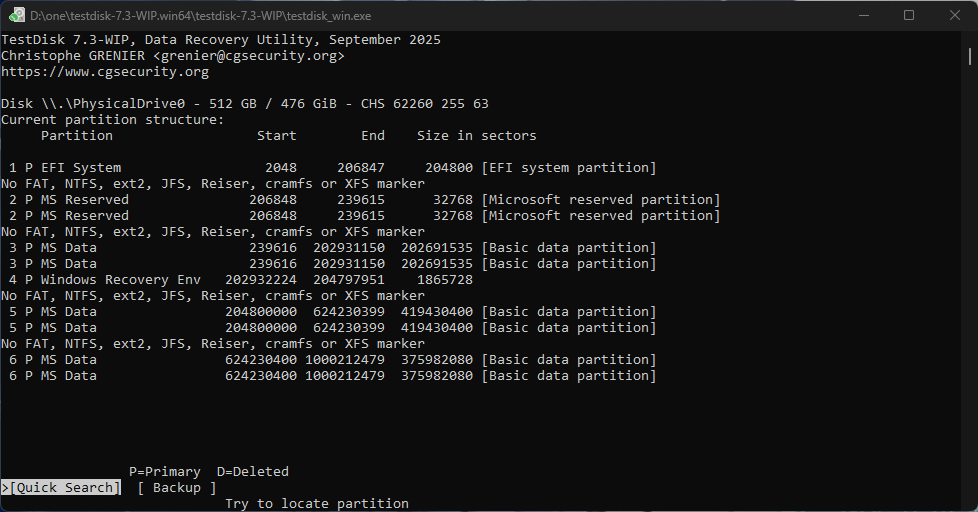 D:\one\testdisk-7.3-WIP.win64\testdisk-7.3-WIP\testdisk_win.exe
TestDisk 7.3-WIP, Data Recovery Utility, September 2025
Christophe GRENIER <grenier@cgsecurity.org>
https://www.cgsecurity.org
Disk \\.\PhysicalDrive0 - 512 GB / 476 GiB - CHS 62260 255 63
Current partition structure:
     Partition                  Start        End    Size in sectors
 1 P EFI System                  2048     206847     204800 [EFI system partition]
No FAT, NTFS, ext2, JFS, Reiser, cramfs or XFS marker
 2 P MS Reserved               206848     239615      32768 [Microsoft reserved partition]
 2 P MS Reserved               206848     239615      32768 [Microsoft reserved partition]
No FAT, NTFS, ext2, JFS, Reiser, cramfs or XFS marker
 3 P MS Data                   239616  202931150  202691535 [Basic data partition]
 3 P MS Data                   239616  202931150  202691535 [Basic data partition]
 4 P Windows Recovery Env   202932224  204797951    1865728
No FAT, NTFS, ext2, JFS, Reiser, cramfs or XFS marker
 5 P MS Data                204800000  624230399  419430400 [Basic data partition]
 5 P MS Data                204800000  624230399  419430400 [Basic data partition]
No FAT, NTFS, ext2, JFS, Reiser, cramfs or XFS marker
 6 P MS Data                624230400 1000212479  375982080 [Basic data partition]
 6 P MS Data                624230400 1000212479  375982080 [Basic data partition]
                P=Primary  D=Deleted
>[Quick Search]  [ Backup ]
                            Try to locate partition